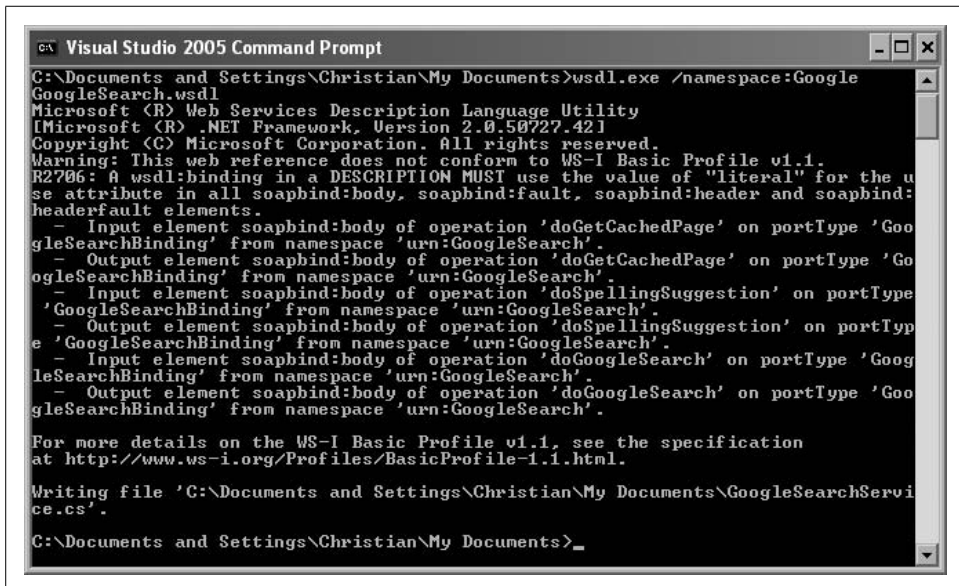 Visual Studio 2005 Command Prompt
C:\Documents and Settings\Christian\My Documents>wsdl.exe /namespace:Google
GoogleSearch.wsdl
Microsoft (R) Web Services Description Language Utility
[Microsoft (R) .NET Framework, Version 2.0.50727.42]
Copyright (C) Microsoft Corporation. All rights reserved.
Warning: This web reference does not conform to WS-I Basic Profile v1.1.
R2706: A wsdl:binding in a DESCRIPTION MUST use the value of "literal" for the u
se attribute in all soapbind:body, soapbind:fault, soapbind:header and soapbind:
headerfault elements.
  -  Input element soapbind:body of operation 'doGetCachedPage' on portType 'Goo
gleSearchBinding' from namespace 'urn:GoogleSearch'.
  -  Output element soapbind:body of operation 'doGetCachedPage' on portType 'Go
ogleSearchBinding' from namespace 'urn:GoogleSearch'.
  -  Input element soapbind:body of operation 'doSpellingSuggestion' on portType
 'GoogleSearchBinding' from namespace 'urn:GoogleSearch'.
  -  Output element soapbind:body of operation 'doSpellingSuggestion' on portTyp
e 'GoogleSearchBinding' from namespace 'urn:GoogleSearch'.
  -  Input element soapbind:body of operation 'doGoogleSearch' on portType 'Goog
leSearchBinding' from namespace 'urn:GoogleSearch'.
  -  Output element soapbind:body of operation 'doGoogleSearch' on portType 'Goo
gleSearchBinding' from namespace 'urn:GoogleSearch'.
For more details on the WS-I Basic Profile v1.1, see the specification
at http://www.ws-i.org/Profiles/BasicProfile-1.1.html.
Writing file 'C:\Documents and Settings\Christian\My Documents\GoogleSearchServi
ce.cs'.
C:\Documents and Settings\Christian\My Documents>_